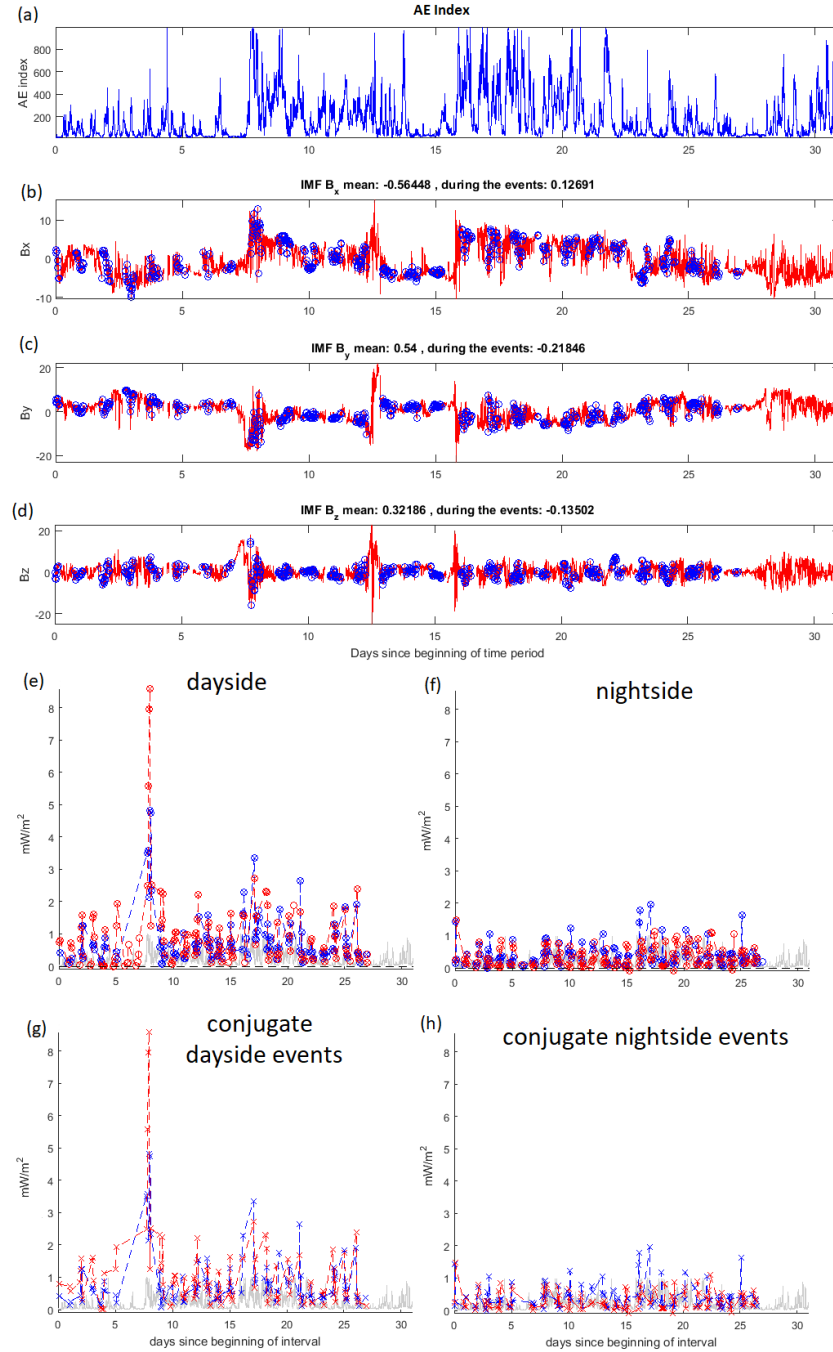 (a)
AE Index
AE index
800
600
400
200
0 5 10 15 20 25 30
(b)
IMF Bx mean: -0.56448 , during the events: 0.12691
Bx
10
0
-10
0 5 10 15 20 25 30
(c)
IMF By mean: 0.54 , during the events: -0.21846
By
20
0
-20
0 5 10 15 20 25 30
(d)
IMF Bz mean: 0.32186 , during the events: -0.13502
Bz
20
0
-20
0 5 10 15 20 25 30
Days since beginning of time period
(e)
dayside
mW/m²
8
7
6
5
4
3
2
1
0
0 5 10 15 20 25 30
(f)
nightside
mW/m²
8
7
6
5
4
3
2
1
0
0 5 10 15 20 25 30
(g)
conjugate
dayside events
mW/m²
8
7
6
5
4
3
2
1
0
0 5 10 15 20 25 30
days since beginning of interval
(h)
conjugate nightside events
mW/m²
8
7
6
5
4
3
2
1
0
0 5 10 15 20 25 30
days since beginning of interval